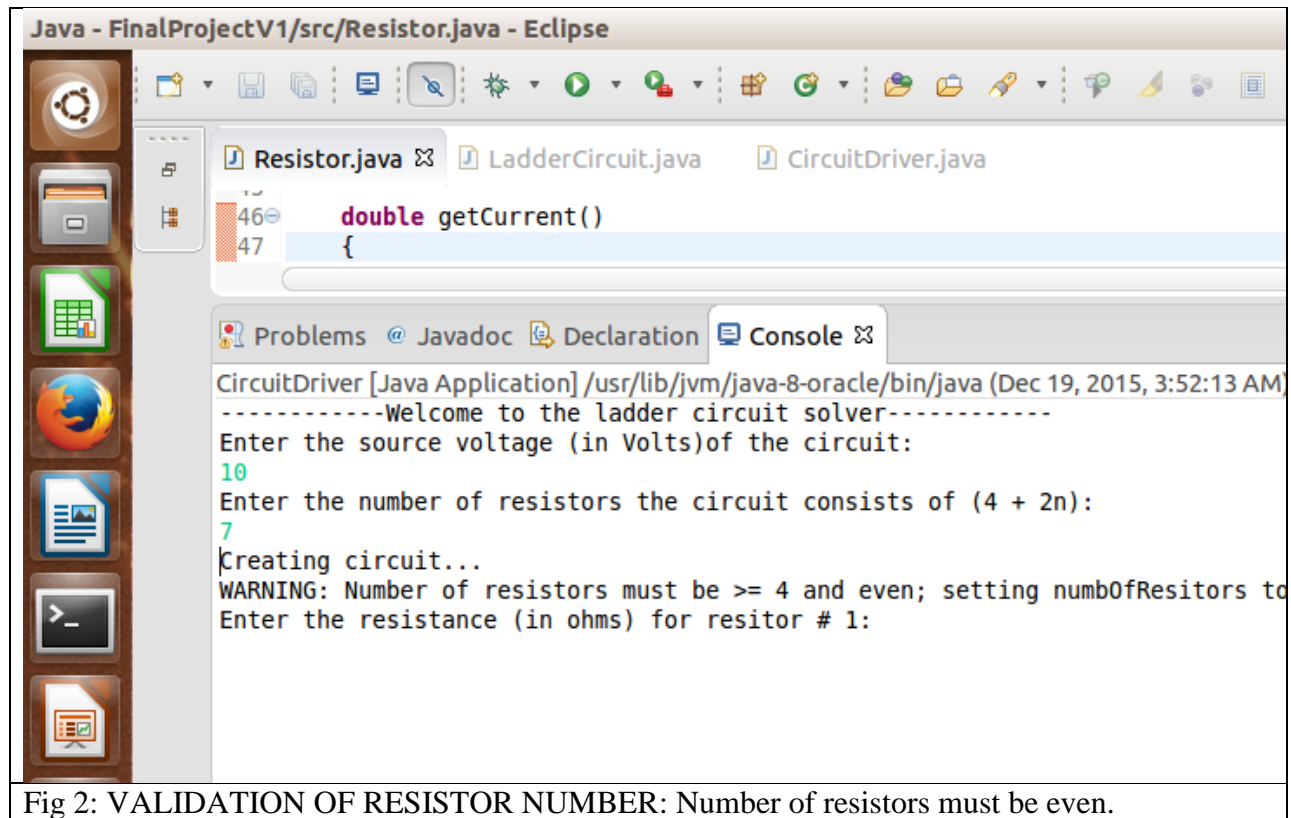 Java - FinalProjectV1/src/Resistor.java - Eclipse
Resistor.java LadderCircuit.java CircuitDriver.java
46 double getCurrent()
47 {
Problems @ Javadoc Declaration Console
CircuitDriver [Java Application] /usr/lib/jvm/java-8-oracle/bin/java (Dec 19, 2015, 3:52:13 AM)
------------Welcome to the ladder circuit solver------------
Enter the source voltage (in Volts)of the circuit:
10
Enter the number of resistors the circuit consists of (4 + 2n):
7
Creating circuit...
WARNING: Number of resistors must be >= 4 and even; setting numbOfResitors to
Enter the resistance (in ohms) for resitor # 1:
Fig 2: VALIDATION OF RESISTOR NUMBER: Number of resistors must be even.